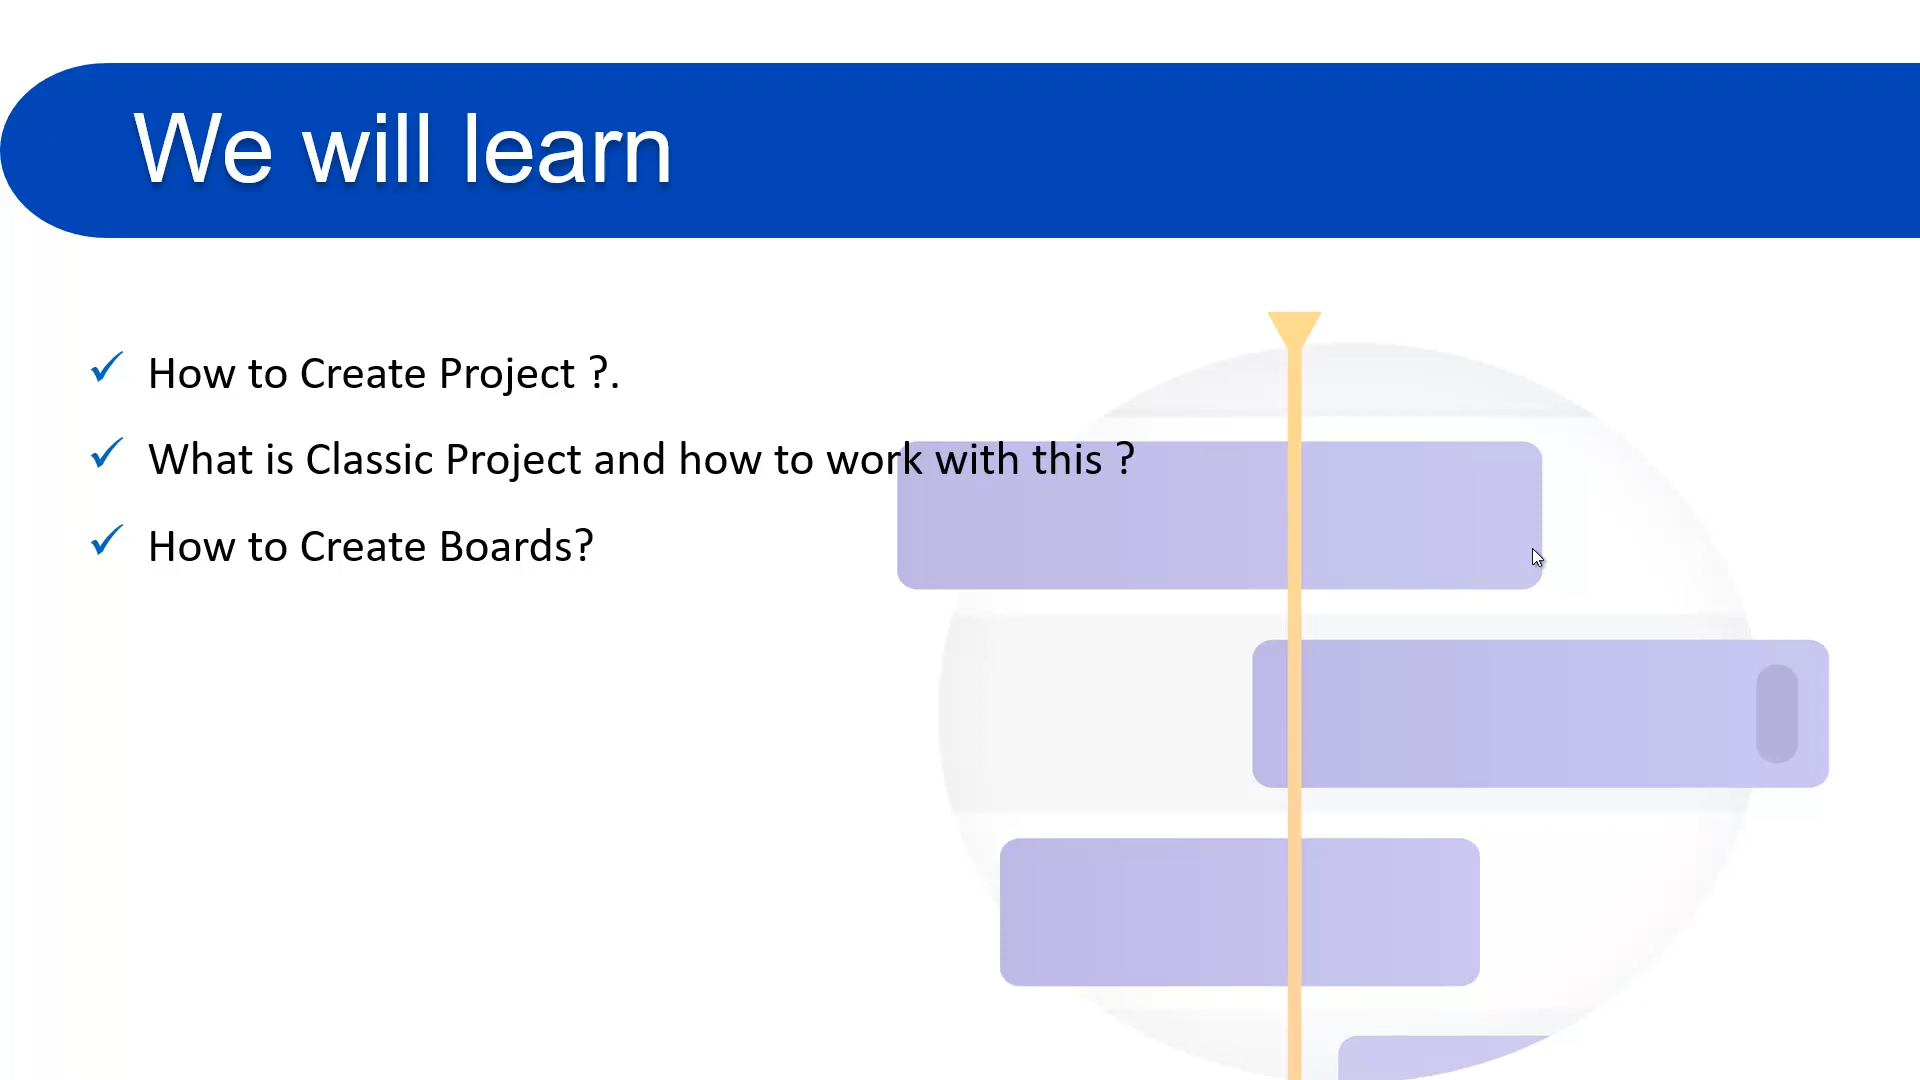 We will learn
How to Create Project ?.
What is Classic Project and how to work with this ?
How to Create Boards?